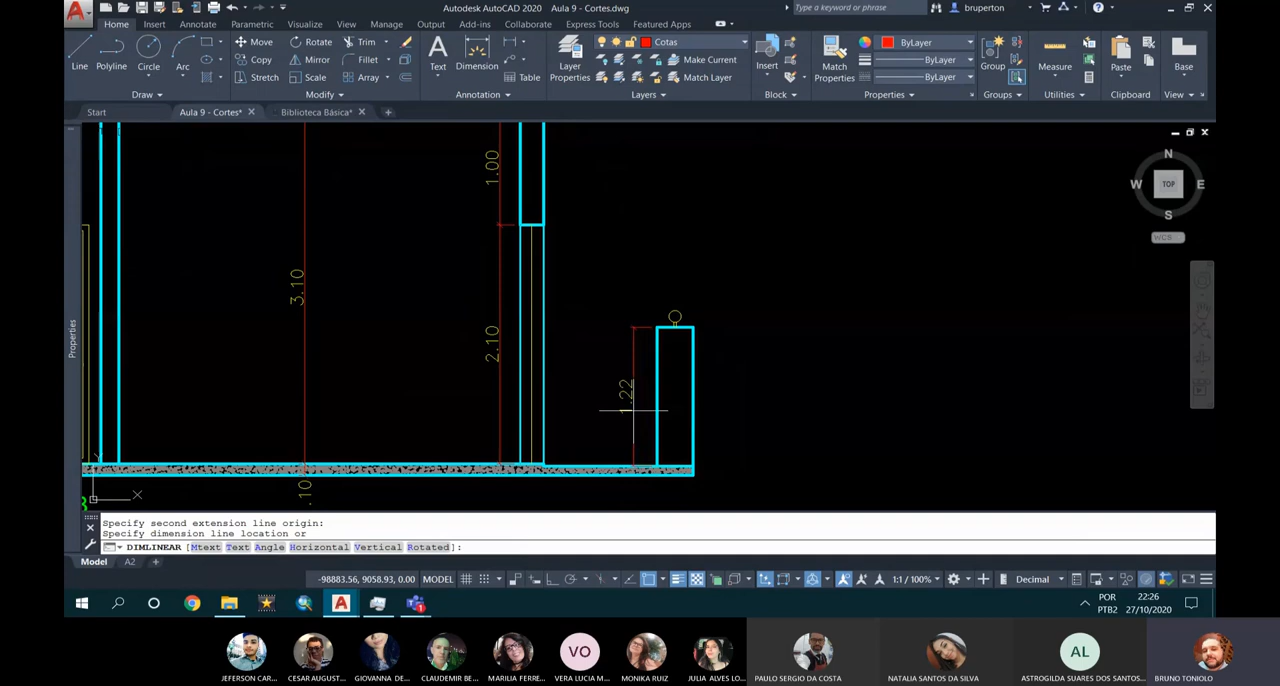 Autodesk AutoCAD 2020 Aula 9 - Cortes.dwg
Type a keyword or phrase
bruperton
Home Insert Annotate Parametric Visualize View Manage Output Add-ins Collaborate Express Tools Featured Apps
Line Polyline Circle Arc
Move Rotate Trim
Copy Mirror Fillet
Stretch Scale Array
Text Dimension Table
Layer Properties
Cotas
Make Current
Match Layer
Insert
Match Properties
ByLayer
ByLayer
ByLayer
Group Measure Paste Base
Draw Modify Annotation Layers Block Properties Groups Utilities Clipboard View
Start Aula 9 - Cortes* Biblioteca Básica*
N
W TOP E
S
WCS
Properties
1.00
3.10
2.10
1.22
.10
X
Y
Specify second extension line origin:
Specify dimension line location or
DIMLINEAR [Mtext Text Angle Horizontal Vertical Rotated]:
Model A2
-98883.56, 9058.93, 0.00 MODEL 1:1 / 100% Decimal
POR
PTB2
22:26
27/10/2020
VO AL
JEFERSON CAR... CESAR AUGUST... GIOVANNA DE... CLAUDEMIR BE... MARILIA FERRE... VERA LUCIA M... MONIKA RUIZ JULIA ALVES LO... PAULO SERGIO DA COSTA NATALIA SANTOS DA SILVA ASTROGILDA SUARES DOS SANTOS... BRUNO TONIOLO